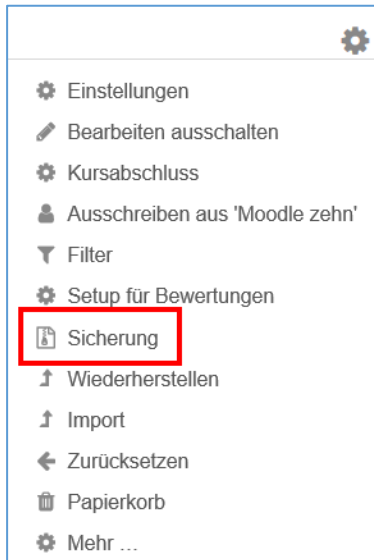 Einstellungen
Bearbeiten ausschalten
Kursabschluss
Ausschreiben aus 'Moodle zehn'
Filter
Setup für Bewertungen
Sicherung
Wiederherstellen
Import
Zurücksetzen
Papierkorb
Mehr ...